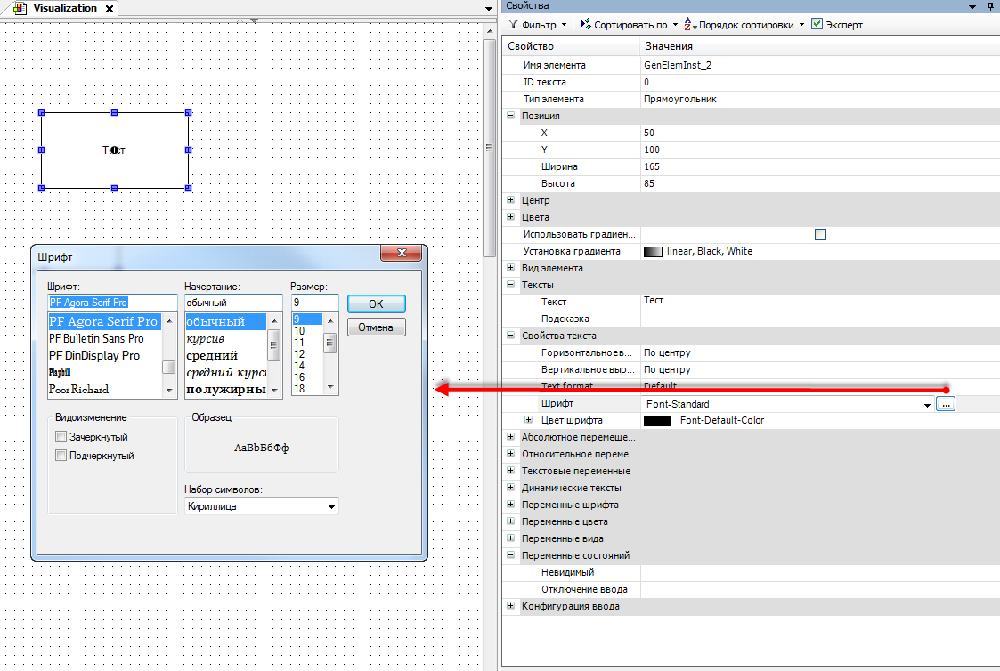 Visualization
Тест
Шрифт
Шрифт:
PF Agora Serif Pro
PF Agora Serif Pro
PF Bulletin Sans Pro
PF DinDisplay Pro
Playbill
Poor Richard
Начертание:
обычный
обычный
курсив
средний
средний курси
полужирны
Размер:
9
9
10
11
12
14
16
18
OK
Отмена
Видоизменение
Зачеркнутый
Подчеркнутый
Образец
АаBbБбФф
Набор символов:
Кириллица
Свойства
Фильтр
Сортировать по
Порядок сортировки
Эксперт
Свойство Значения
Имя элемента GenElemInst_2
ID текста 0
Тип элемента Прямоугольник
Позиция
X 50
Y 100
Ширина 165
Высота 85
Центр
Цвета
Использовать градиен...
Установка градиента linear, Black, White
Вид элемента
Тексты
Текст Тест
Подсказка
Свойства текста
Горизонтальное в... По центру
Вертикальное выр... По центру
Text format Default
Шрифт Font-Standard ...
Цвет шрифта Font-Default-Color
Абсолютное перемеще...
Относительное переме...
Текстовые переменные
Динамические тексты
Переменные шрифта
Переменные цвета
Переменные вида
Переменные состояний
Невидимый
Отключение ввода
Конфигурация ввода